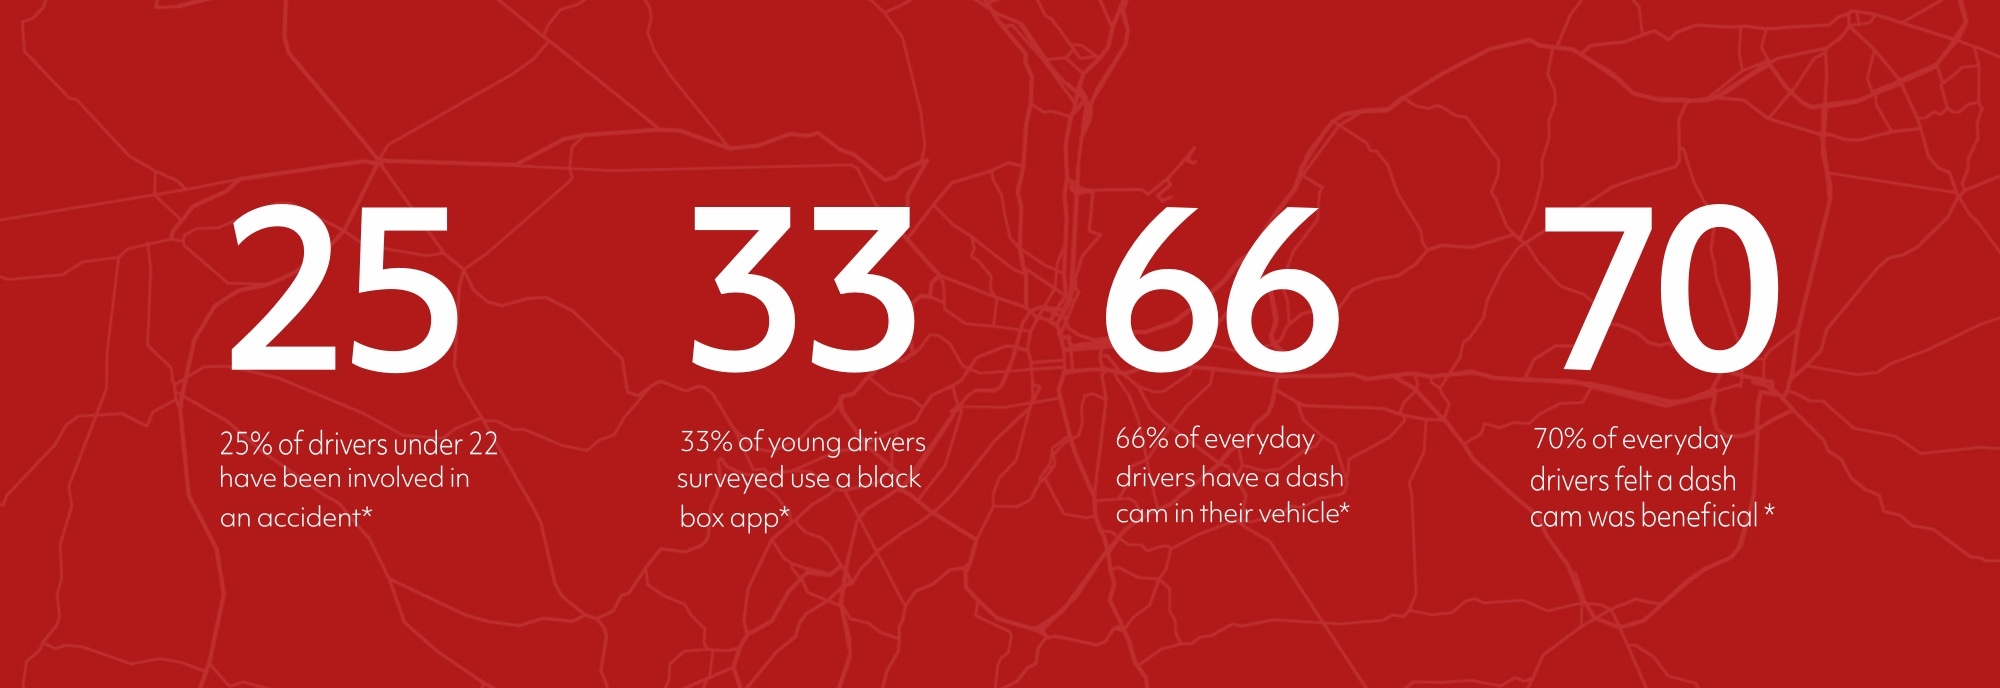 25
25% of drivers under 22
have been involved in
an accident*
33
33% of young drivers
surveyed use a black
box app*
66
66% of everyday
drivers have a dash
cam in their vehicle*
70
70% of everyday
drivers felt a dash
cam was beneficial *